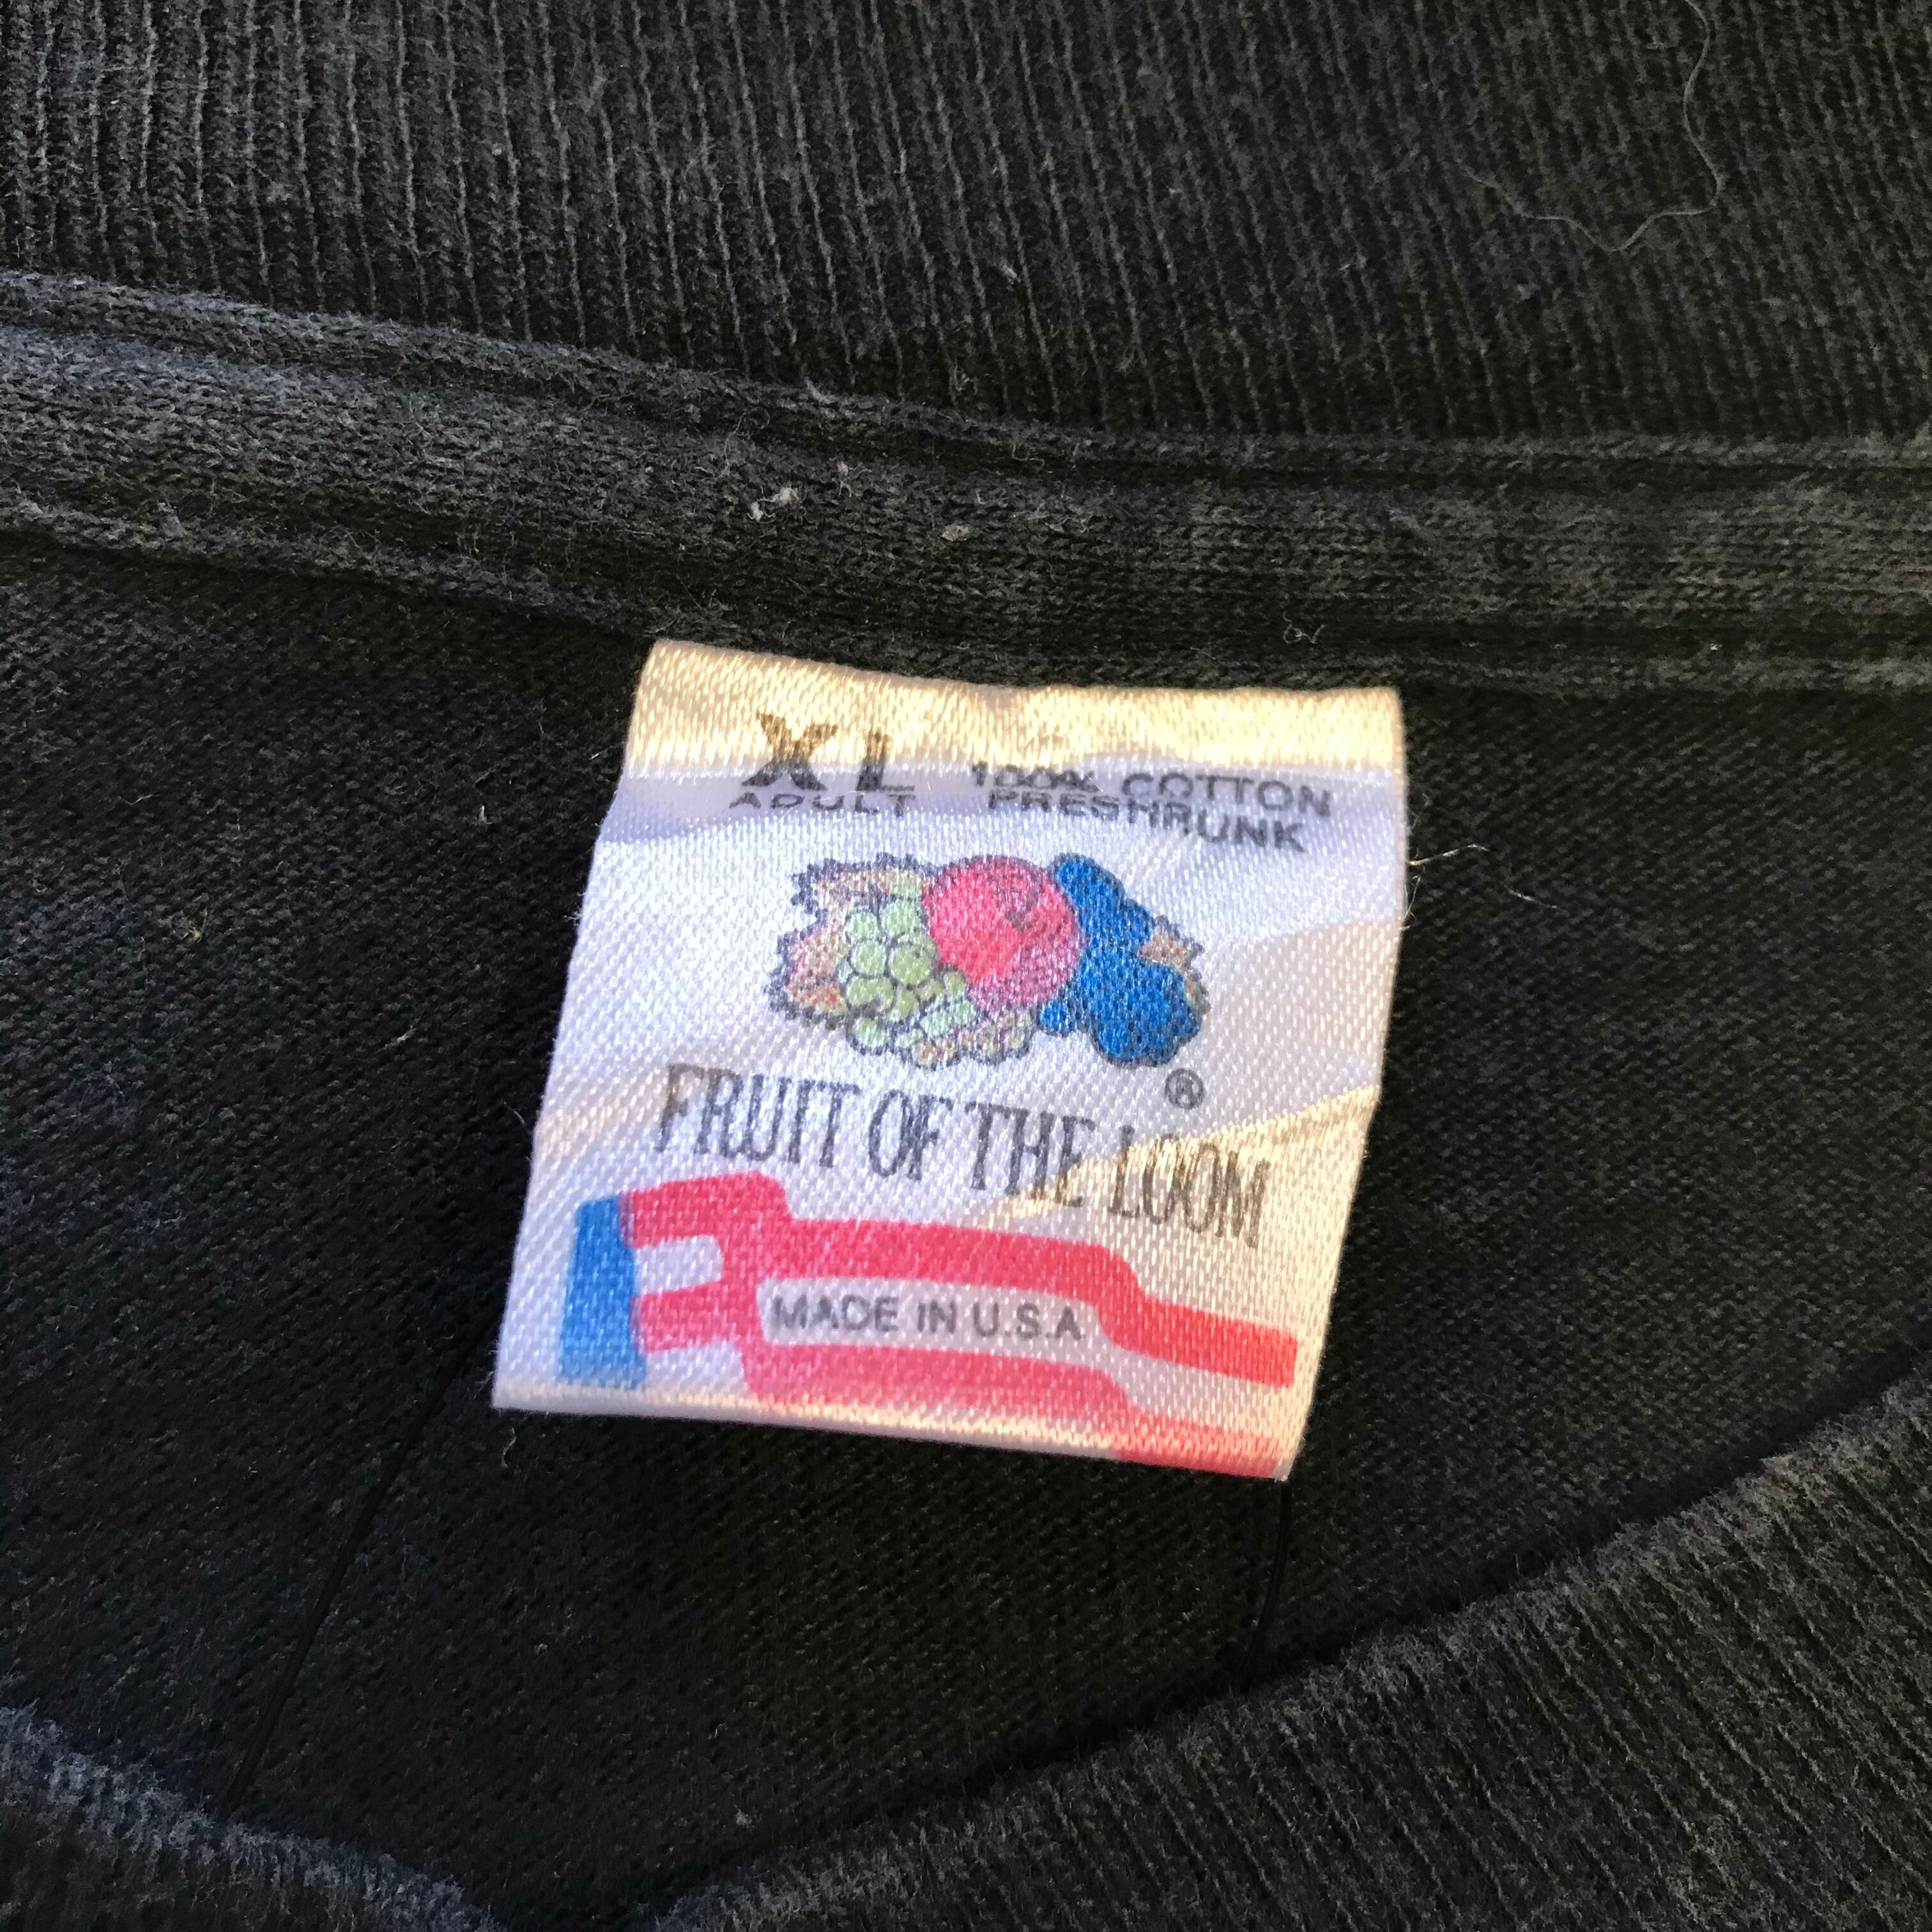 XL
ADULT
100% COTTON
PRESHRUNK
®
FRUIT OF THE LOOM
MADE IN U.S.A